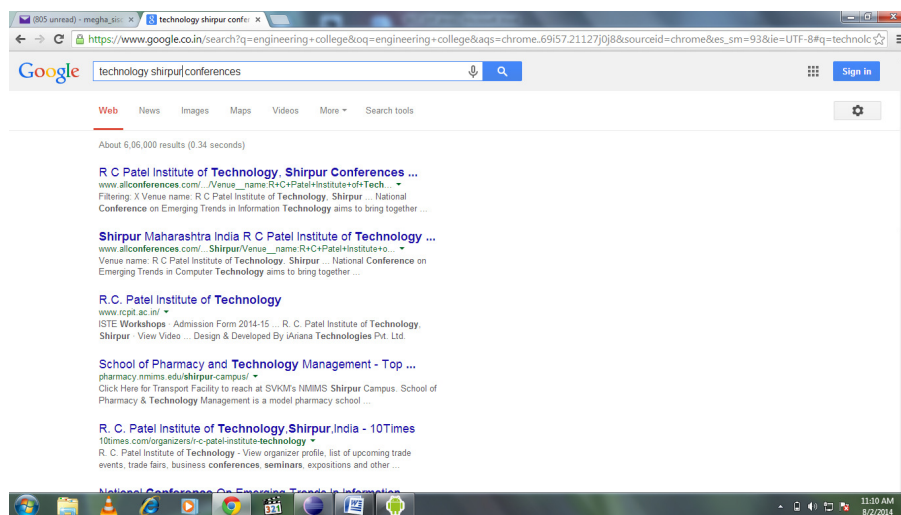 (805 unread) - megha_sis
technology shirpur confer
https://www.google.co.in/search?q=engineering+college&oq=engineering+college&aqs=chrome..69i57.21127j0j8&sourceid=chrome&es_sm=93&ie=UTF-8#q=technolc
Google
technology shirpur conferences
Sign in
Web News Images Maps Videos More Search tools
About 6,06,000 results (0.34 seconds)
R C Patel Institute of Technology, Shirpur Conferences ...
www.allconferences.com/.../Venue__name:R+C+Patel+Institute+of+Tech...
Filtering: X Venue name: R C Patel Institute of Technology, Shirpur ... National
Conference on Emerging Trends in Information Technology aims to bring together ...
Shirpur Maharashtra India R C Patel Institute of Technology ...
www.allconferences.com/...Shirpur/Venue__name:R+C+Patel+Institute+o...
Venue name: R C Patel Institute of Technology. Shirpur ... National Conference on
Emerging Trends in Computer Technology aims to bring together ...
R.C. Patel Institute of Technology
www.rcpit.ac.in/
ISTE Workshops · Admission Form 2014-15 ... R. C. Patel Institute of Technology,
Shirpur · View Video ... Design & Developed By iAriana Technologies Pvt. Ltd.
School of Pharmacy and Technology Management - Top ...
pharmacy.nmims.edu/shirpur-campus/
Click Here for Transport Facility to reach at SVKM's NMIMS Shirpur Campus. School of
Pharmacy & Technology Management is a model pharmacy school ...
R. C. Patel Institute of Technology,Shirpur,India - 10Times
10times.com/organizers/r-c-patel-institute-technology
R. C. Patel Institute of Technology - View organizer profile, list of upcoming trade
events, trade fairs, business conferences, seminars, expositions and other ...
National Conference On Emerging Trends In Information
321
11:10 AM
8/2/2014